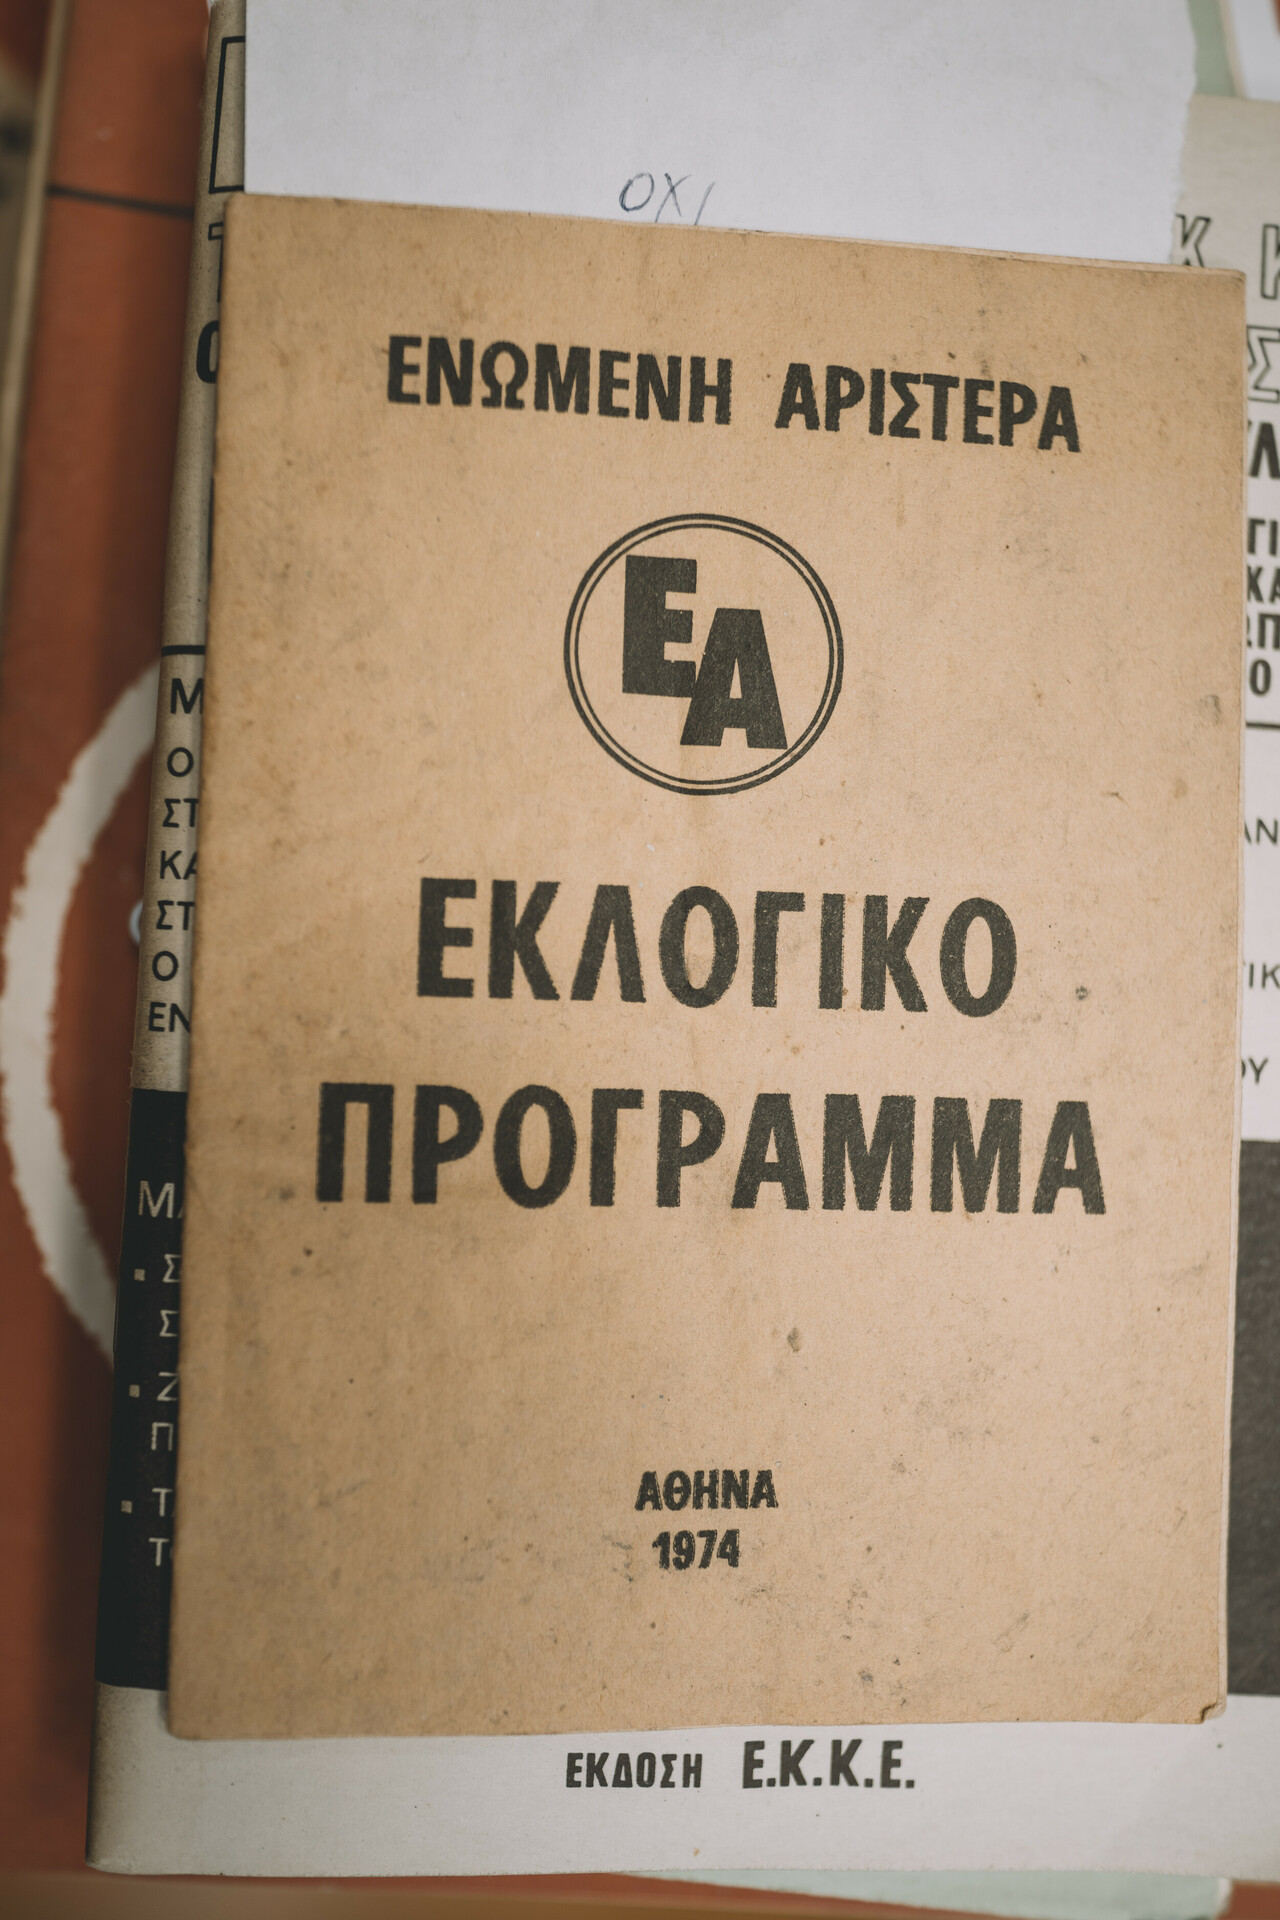 ΟΧΙ
ΕΝΩΜΕΝΗ ΑΡΙΣΤΕΡΑ
ΕΑ
ΕΚΛΟΓΙΚΟ
ΠΡΟΓΡΑΜΜΑ
ΑΘΗΝΑ
1974
ΕΚΔΟΣΗ Ε.Κ.Κ.Ε.